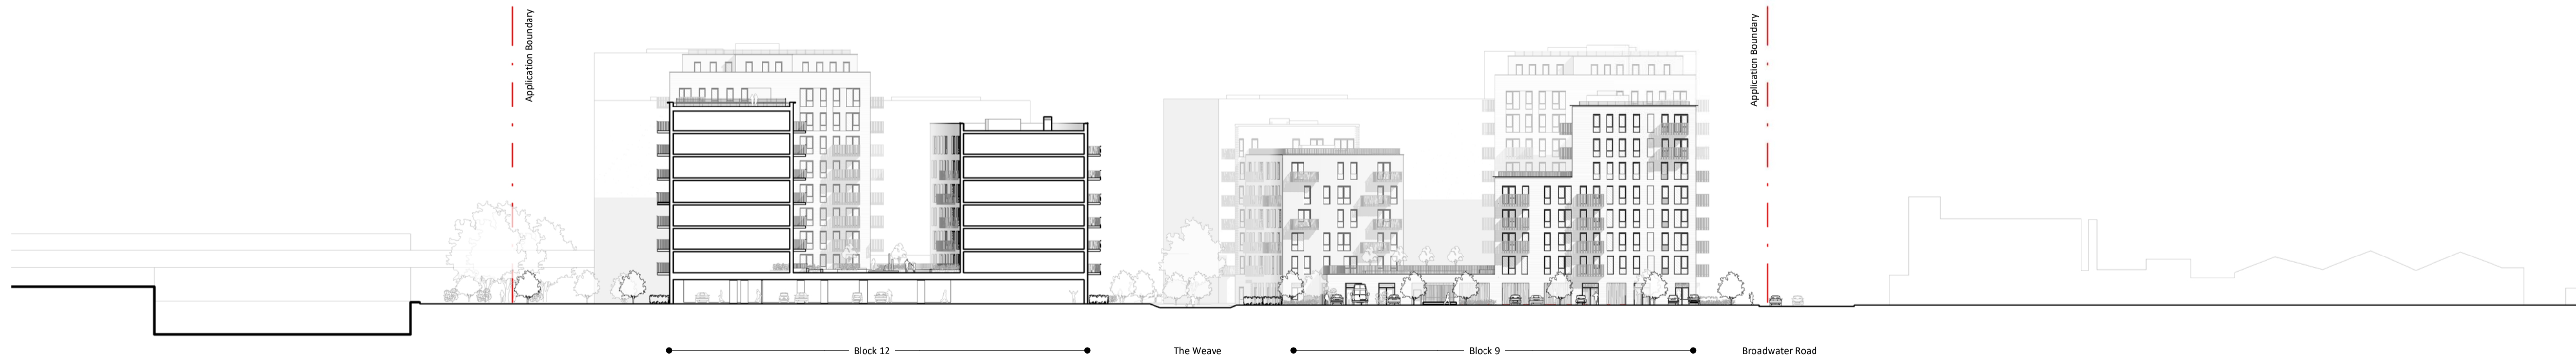 Application Boundary
Application Boundary
Block 12
The Weave
Block 9
Broadwater Road